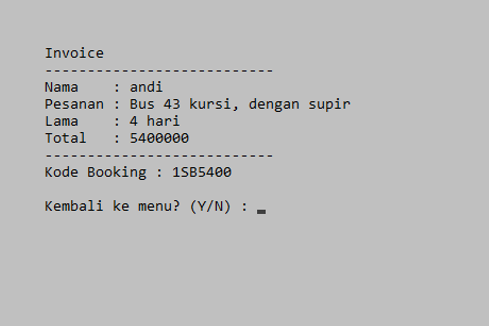 Invoice
---------------------------
Nama    : andi
Pesanan : Bus 43 kursi, dengan supir
Lama    : 4 hari
Total   : 5400000
---------------------------
Kode Booking : 1SB5400
Kembali ke menu? (Y/N) : _